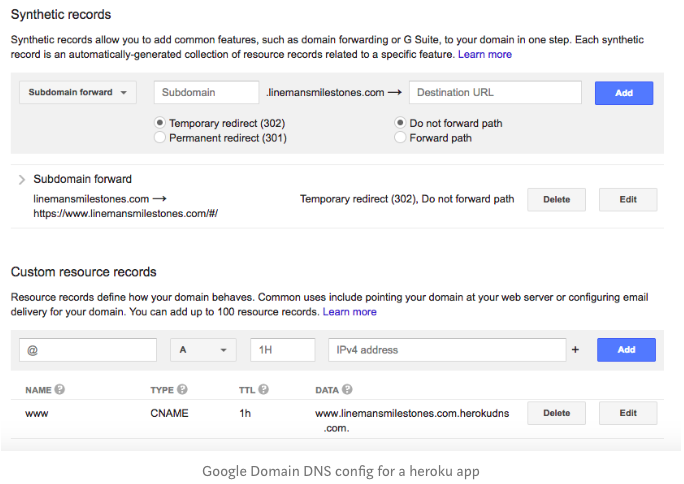 Synthetic records
Synthetic records allow you to add common features, such as domain forwarding or G Suite, to your domain in one step. Each synthetic
record is an automatically-generated collection of resource records related to a specific feature. Learn more
Subdomain forward
Subdomain
.linemansmilestones.com →
Destination URL
Add
Temporary redirect (302)
Do not forward path
Permanent redirect (301)
Forward path
Subdomain forward
linemansmilestones.com →
https://www.linemansmilestones.com/#/
Temporary redirect (302), Do not forward path
Delete
Edit
Custom resource records
Resource records define how your domain behaves. Common uses include pointing your domain at your web server or configuring email
delivery for your domain. You can add up to 100 resource records. Learn more
@
A
1H
IPv4 address
+
Add
NAME ?
TYPE ?
TTL ?
DATA ?
www
CNAME
1h
www.linemansmilestones.com.herokudns
.com.
Delete
Edit
Google Domain DNS config for a heroku app